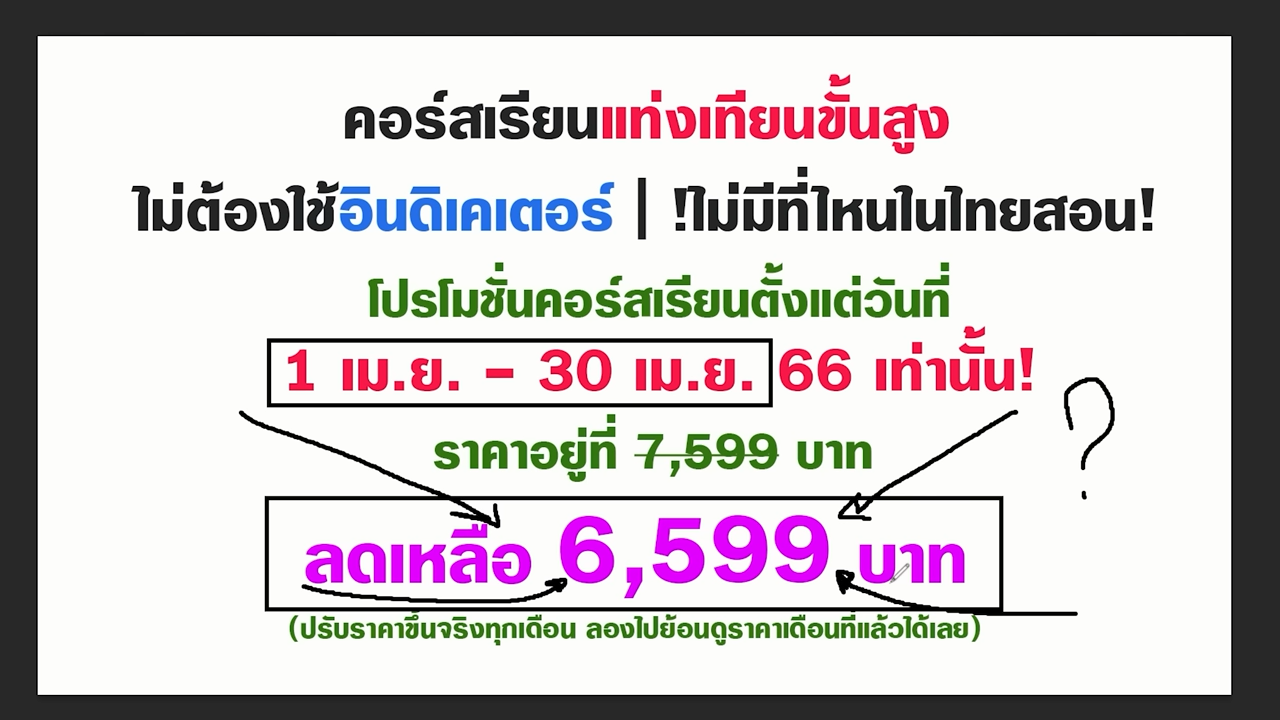 คอร์สเรียนแท่งเทียนขั้นสูง
ไม่ต้องใช้อินดิเคเตอร์ | !ไม่มีที่ไหนในไทยสอน!
โปรโมชั่นคอร์สเรียนตั้งแต่วันที่
1 เม.ย. - 30 เม.ย. 66 เท่านั้น!
ราคาอยู่ที่ 7,599 บาท
?
ลดเหลือ 6,599 บาท
(ปรับราคาขึ้นจริงทุกเดือน ลองไปย้อนดูราคาเดือนที่แล้วได้เลย)